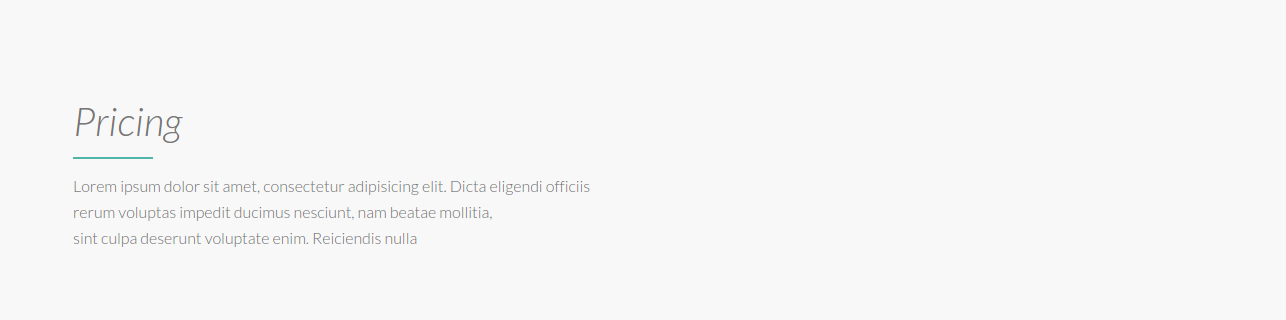 Pricing
Lorem ipsum dolor sit amet, consectetur adipisicing elit. Dicta eligendi officiis
rerum voluptas impedit ducimus nesciunt, nam beatae mollitia,
sint culpa deserunt voluptate enim. Reiciendis nulla